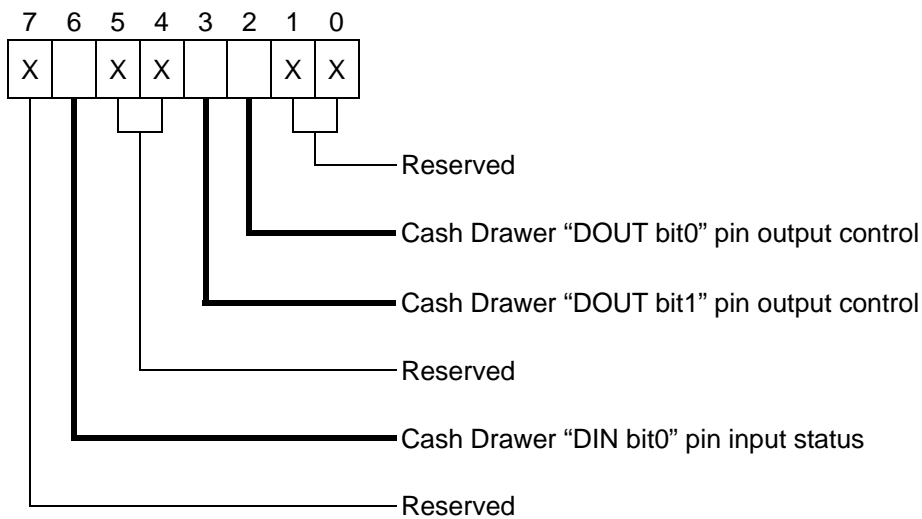 7 6 5 4 3 2 1 0
X X X X X
Reserved
Cash Drawer “DOUT bit0” pin output control
Cash Drawer “DOUT bit1” pin output control
Reserved
Cash Drawer “DIN bit0” pin input status
Reserved